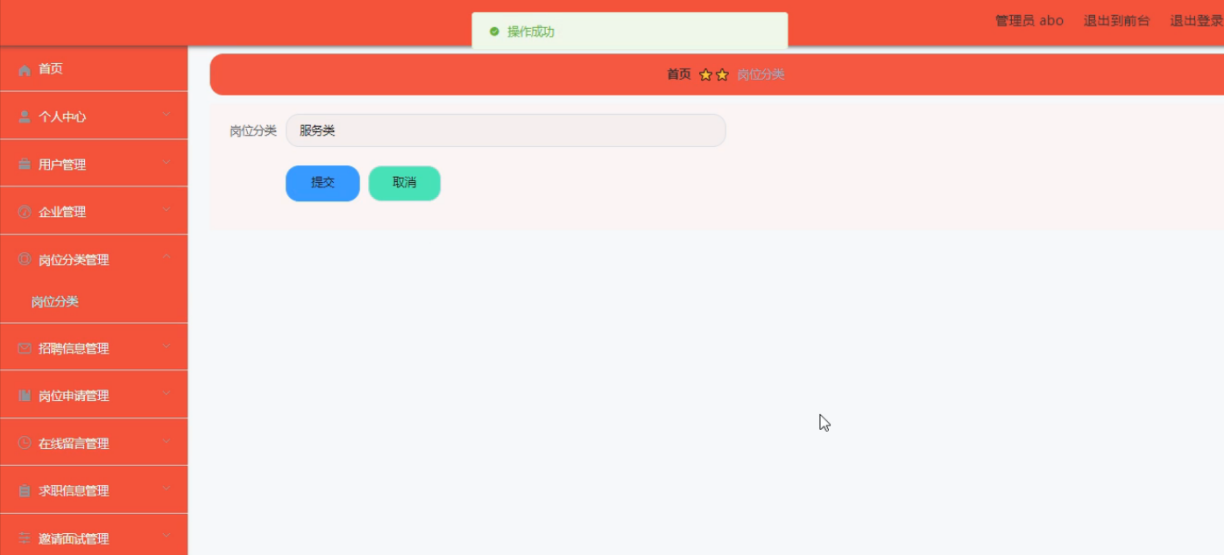 操作成功
管理员 abo 退出到前台 退出登录
首页
个人中心
用户管理
企业管理
岗位分类管理
岗位分类
招聘信息管理
岗位申请管理
在线留言管理
求职信息管理
邀请面试管理
首页 岗位分类
岗位分类 服务类
提交 取消